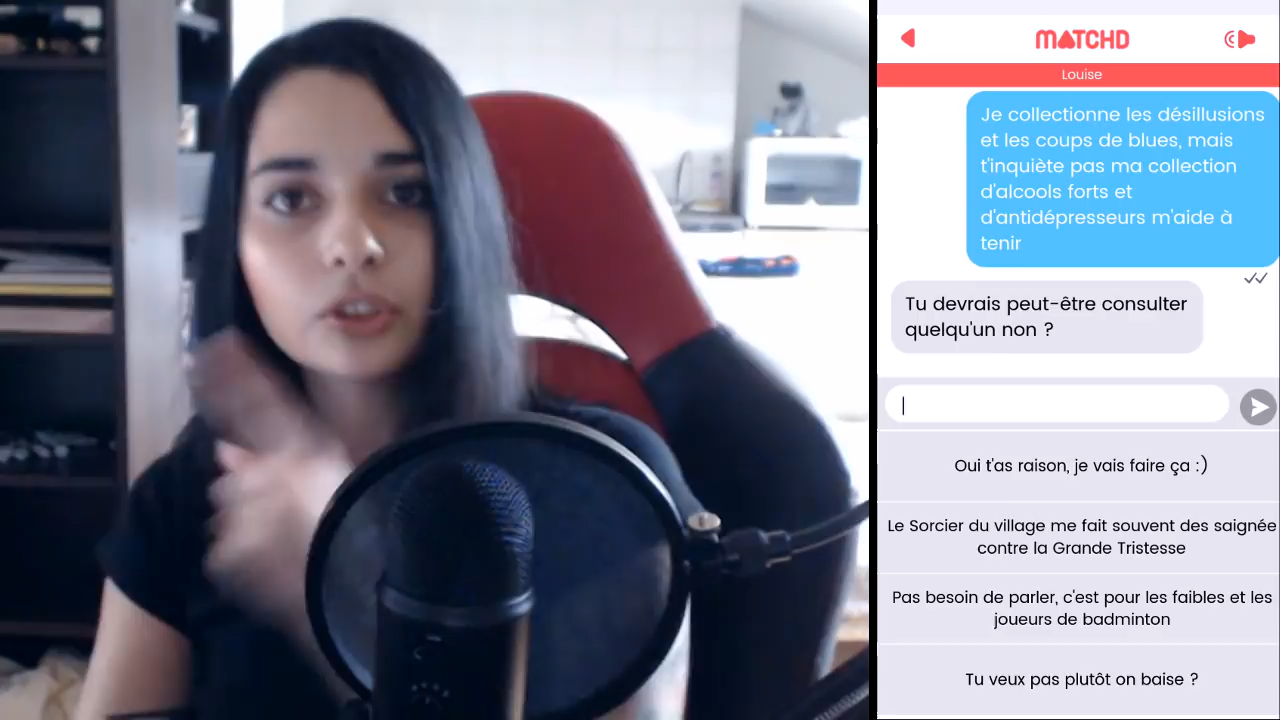 MATCHD
Louise
Je collectionne les désillusions
et les coups de blues, mais
t'inquiète pas ma collection
d'alcools forts et
d'antidépresseurs m'aide à
tenir
Tu devrais peut-être consulter
quelqu'un non ?
Oui t'as raison, je vais faire ça :)
Le Sorcier du village me fait souvent des saignée
contre la Grande Tristesse
Pas besoin de parler, c'est pour les faibles et les
joueurs de badminton
Tu veux pas plutôt on baise ?